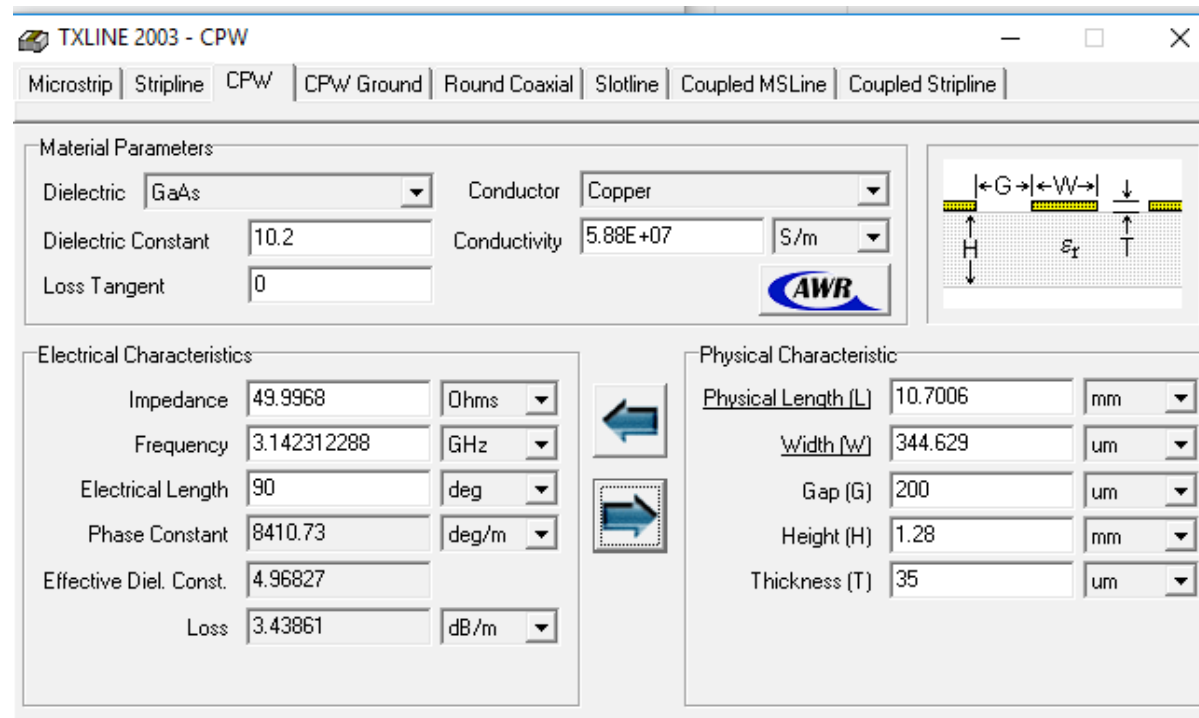 TXLINE 2003 - CPW
Microstrip Stripline CPW CPW Ground Round Coaxial Slotline Coupled MSLine Coupled Stripline
Material Parameters
Dielectric GaAs Conductor Copper
Dielectric Constant 10.2 Conductivity 5.88E+07 S/m
Loss Tangent 0 AWR
←G→ ←W→
H εr T
Electrical Characteristics
Impedance 49.9968 Ohms
Frequency 3.142312288 GHz
Electrical Length 90 deg
Phase Constant 8410.73 deg/m
Effective Diel. Const. 4.96827
Loss 3.43861 dB/m
Physical Characteristic
Physical Length (L) 10.7006 mm
Width (W) 344.629 um
Gap (G) 200 um
Height (H) 1.28 mm
Thickness (T) 35 um